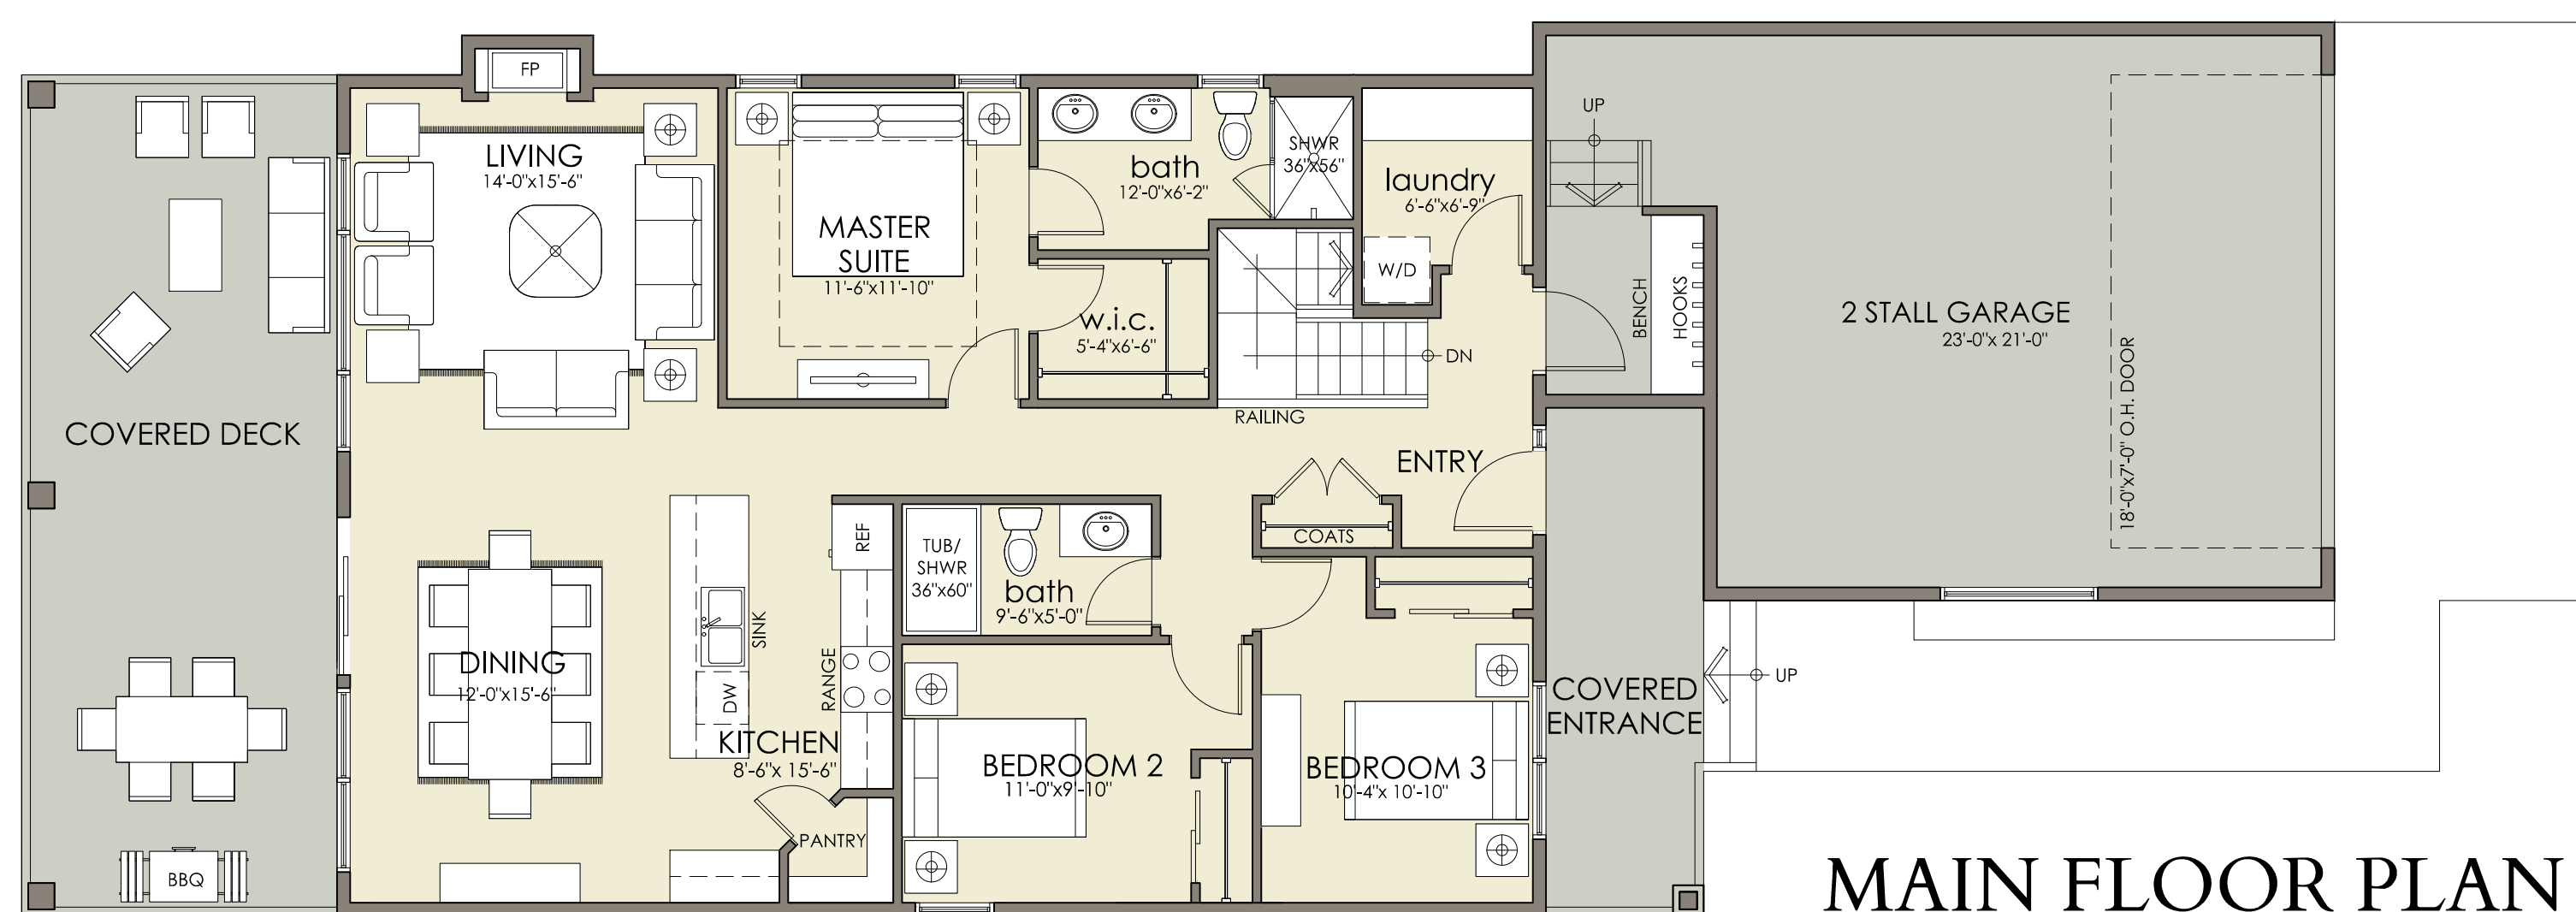 FP
LIVING
14'-0"x15'-6"
MASTER
SUITE
11'-6"x11'-10"
bath
12'-0"x6'-2"
SHWR
36"x56"
laundry
6'-6"x6'-9"
W/D
w.i.c.
5'-4"x6'-6"
DN
RAILING
UP
BENCH
HOOKS
2 STALL GARAGE
23'-0"x 21'-0"
18'-0"x7'-0" O.H. DOOR
COVERED DECK
ENTRY
COATS
REF
TUB/
SHWR
36"x60"
bath
9'-6"x5'-0"
SINK
DW
RANGE
DINING
12'-0"x15'-6"
KITCHEN
8'-6"x 15'-6"
PANTRY
BEDROOM 2
11'-0"x9'-10"
BEDROOM 3
10'-4"x 10'-10"
COVERED
ENTRANCE
UP
BBQ
MAIN FLOOR PLAN